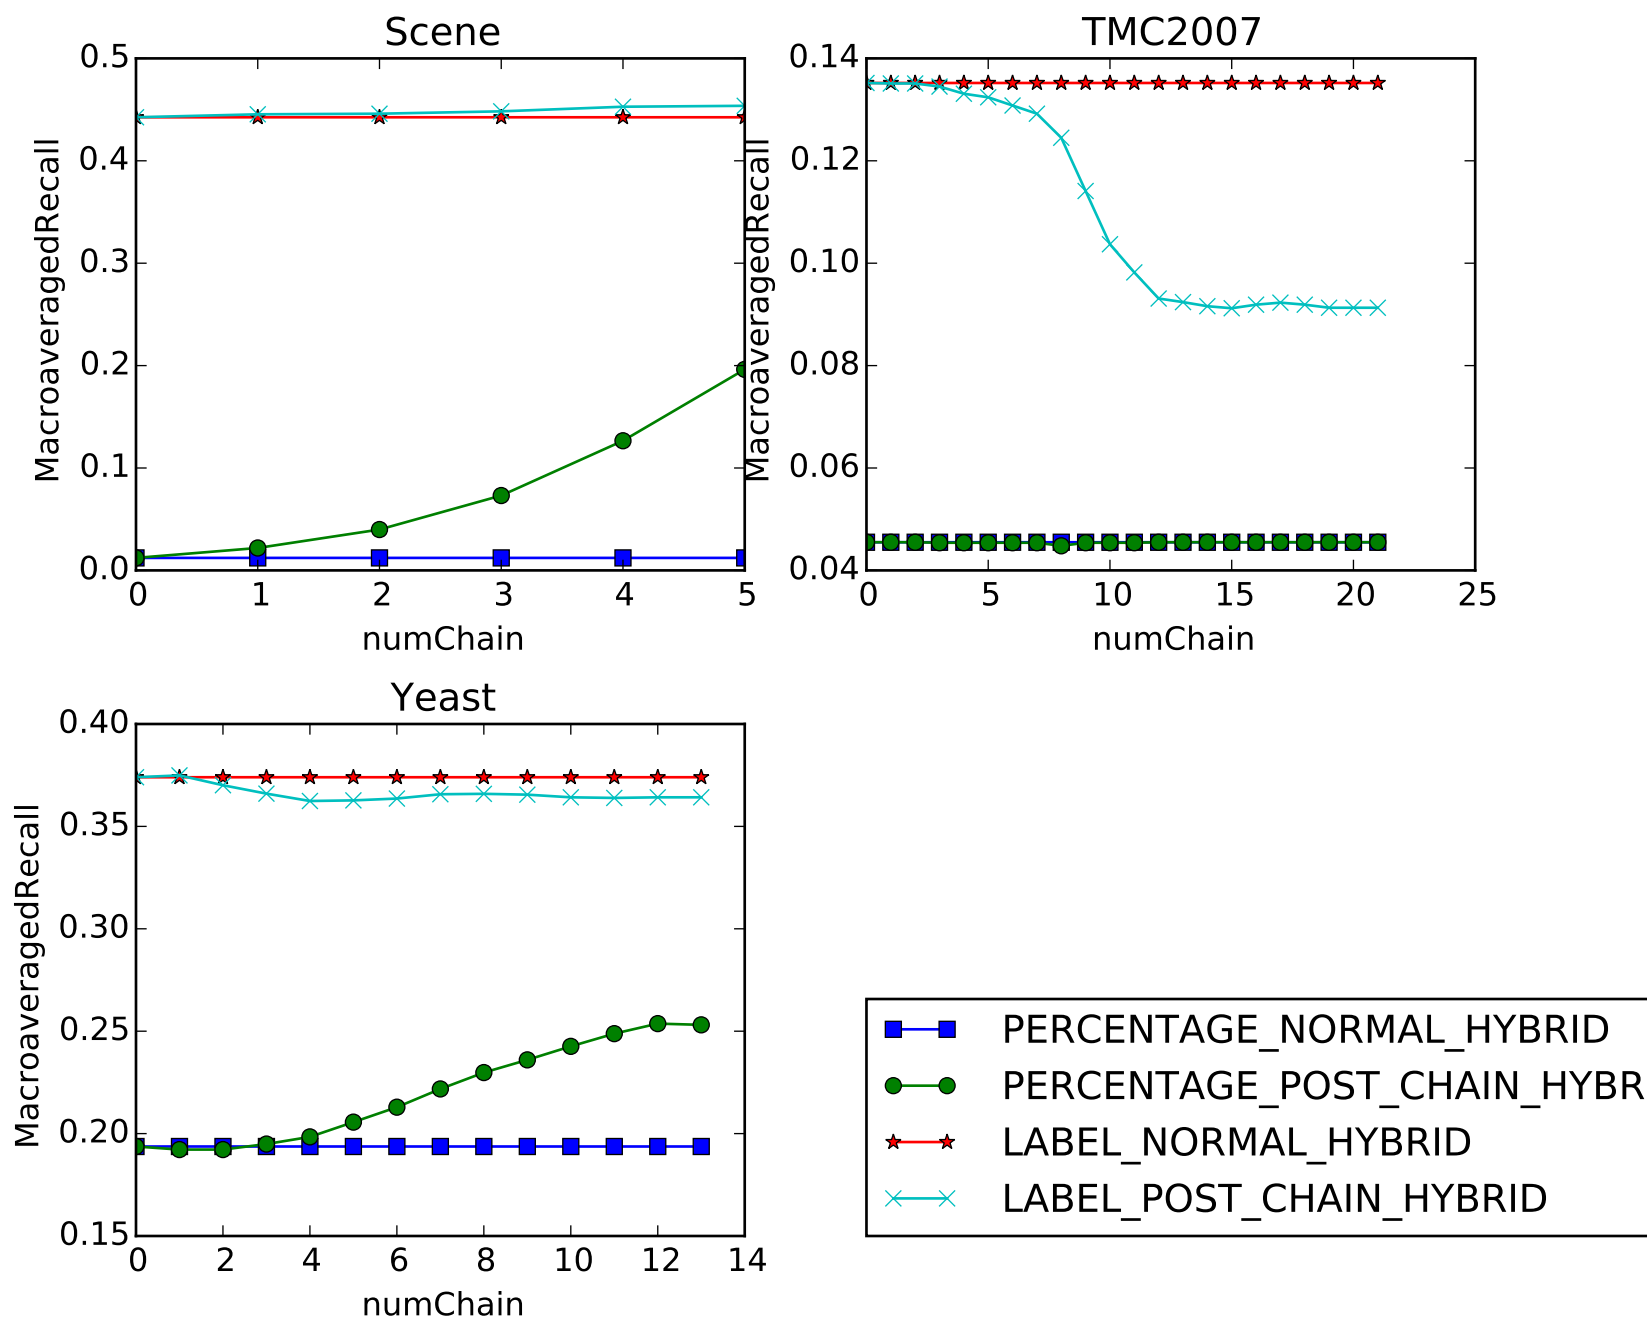 Scene
0.5
0.4
0.3
0.2
0.1
0.0
MacroaveragedRecall
0 1 2 3 4 5
numChain
TMC2007
0.14
0.12
0.10
0.08
0.06
0.04
MacroaveragedRecall
0 5 10 15 20 25
numChain
Yeast
0.40
0.35
0.30
0.25
0.20
0.15
MacroaveragedRecall
0 2 4 6 8 10 12 14
numChain
PERCENTAGE_NORMAL_HYBRID
PERCENTAGE_POST_CHAIN_HYBR
LABEL_NORMAL_HYBRID
LABEL_POST_CHAIN_HYBRID